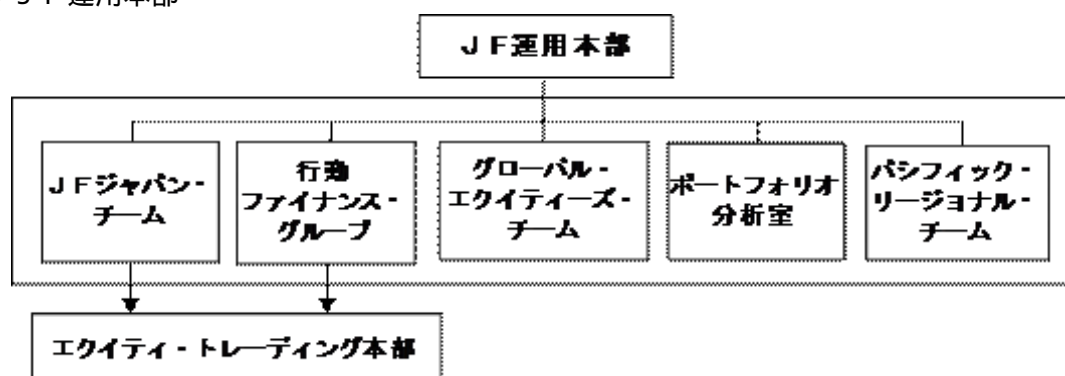 ＪＦ運用本部
ＪＦ運用本部
ＪＦジャパン・
チーム
行動
ファイナンス・
グループ
グローバル・
エクイティーズ・
チーム
ポートフォリオ
分析室
パシフィック・
リージョナル・
チーム
エクイティ・トレーディング本部